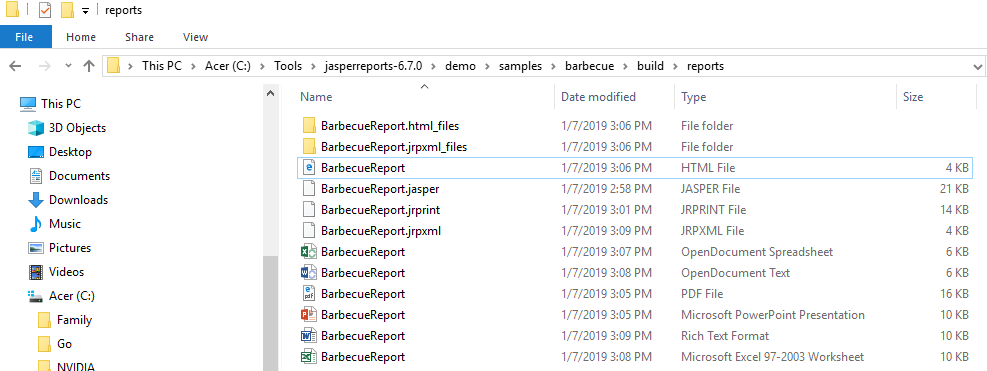 reports
File Home Share View
This PC Acer (C:) Tools jasperreports-6.7.0 demo samples barbecue build reports
This PC
3D Objects
Desktop
Documents
Downloads
Music
Pictures
Videos
Acer (C:)
Family
Go
NVIDIA
Name Date modified Type Size
BarbecueReport.html_files 1/7/2019 3:06 PM File folder
BarbecueReport.jrpxml_files 1/7/2019 3:06 PM File folder
BarbecueReport 1/7/2019 3:06 PM HTML File 4 KB
BarbecueReport.jasper 1/7/2019 2:58 PM JASPER File 21 KB
BarbecueReport.jrprint 1/7/2019 3:01 PM JRPRINT File 14 KB
BarbecueReport.jrpxml 1/7/2019 3:09 PM JRPXML File 4 KB
BarbecueReport 1/7/2019 3:07 PM OpenDocument Spreadsheet 6 KB
BarbecueReport 1/7/2019 3:08 PM OpenDocument Text 6 KB
BarbecueReport 1/7/2019 3:05 PM PDF File 16 KB
BarbecueReport 1/7/2019 3:05 PM Microsoft PowerPoint Presentation 10 KB
BarbecueReport 1/7/2019 3:09 PM Rich Text Format 10 KB
BarbecueReport 1/7/2019 3:08 PM Microsoft Excel 97-2003 Worksheet 10 KB